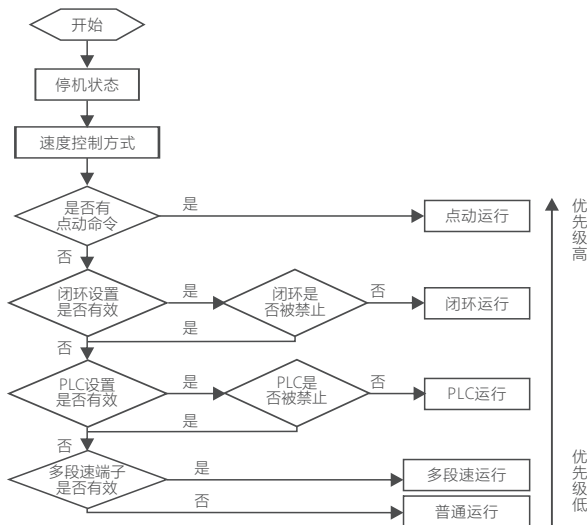 开始
停机状态
速度控制方式
是否有
点动命令
是
点动运行
否
闭环设置
是否有效
是
闭环是
否被禁止
否
闭环运行
是
否
PLC设置
是否有效
是
PLC是
否被禁止
否
PLC运行
是
否
多段速端子
是否有效
是
多段速运行
否
普通运行
优先级高
优先级低